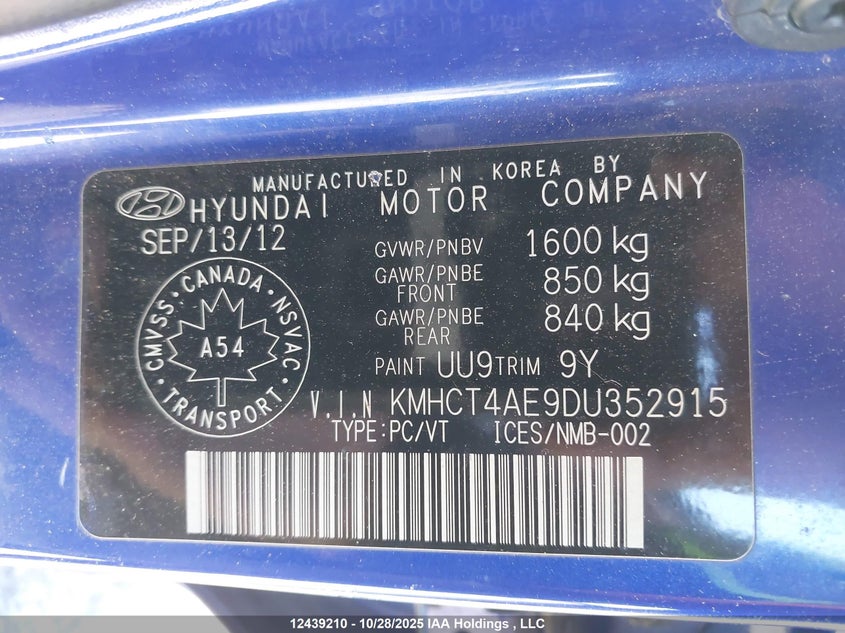 MANUFACTURED IN KOREA BY
HYUNDAI MOTOR COMPANY
SEP/13/12
GVWR/PNBV 1600 kg
GAWR/PNBE FRONT 850 kg
GAWR/PNBE REAR 840 kg
PAINT UU9 TRIM 9Y
CMVSS · CANADA · NSVAC · TRANSPORT ·
A54
V.I.N KMHCT4AE9DU352915
TYPE:PC/VT ICES/NMB-002
12439210 - 10/28/2025 IAA Holdings , LLC